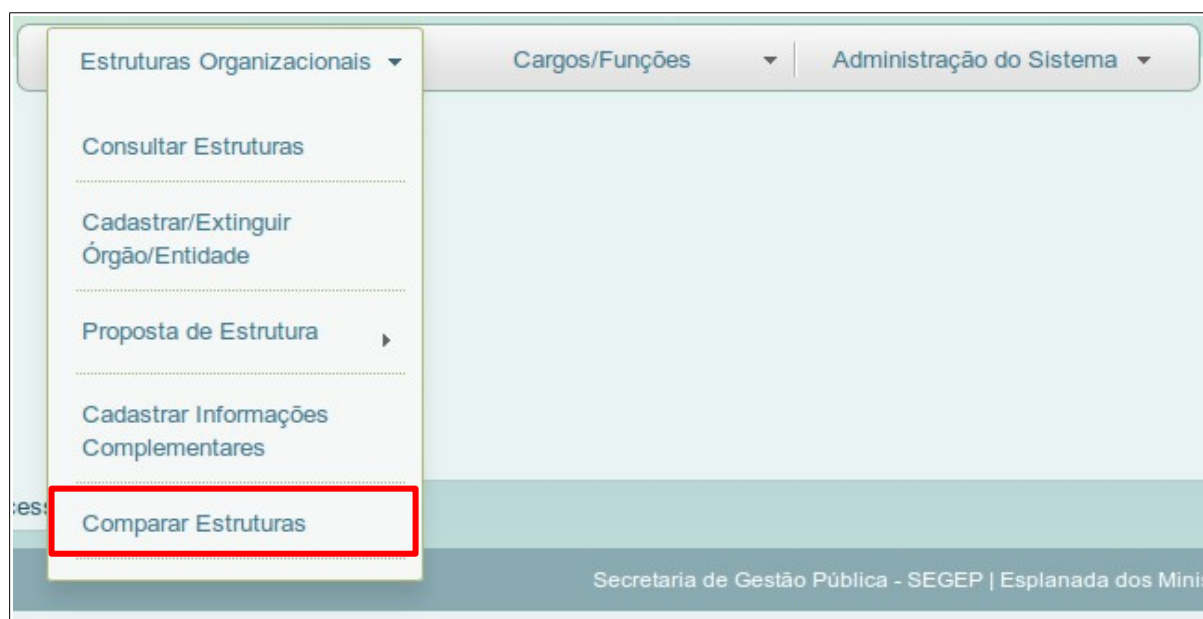 Estruturas Organizacionais
Cargos/Funções
Administração do Sistema
Consultar Estruturas
Cadastrar/Extinguir
Órgão/Entidade
Proposta de Estrutura
Cadastrar Informações
Complementares
Comparar Estruturas
Secretaria de Gestão Pública - SEGEP | Esplanada dos